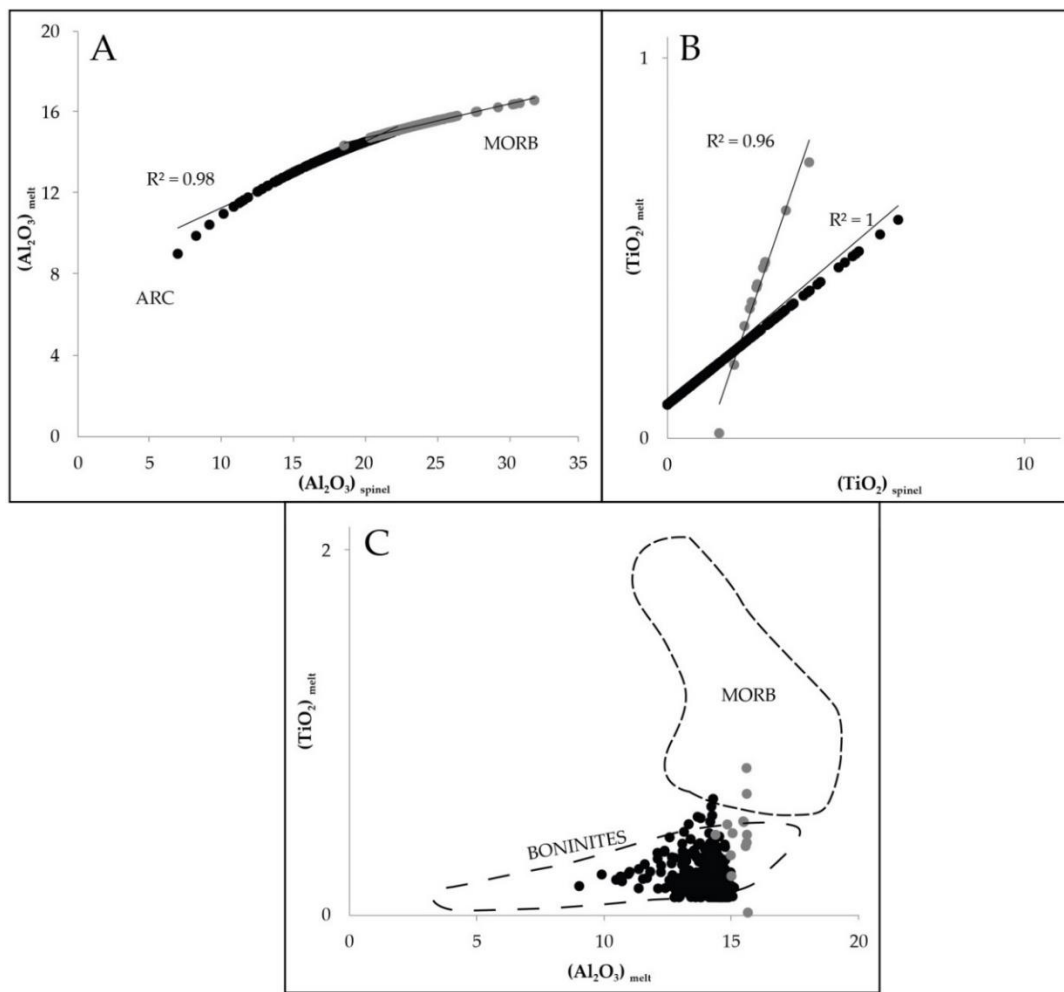 A
20
16
12
8
4
0
(Al₂O₃) melt
R² = 0.98
MORB
ARC
0 5 10 15 20 25 30 35
(Al₂O₃) spinel
B
1
0
(TiO₂) melt
R² = 0.96
R² = 1
0 10
(TiO₂) spinel
C
2
0
(TiO₂) melt
MORB
BONINITES
0 5 10 15 20
(Al₂O₃) melt